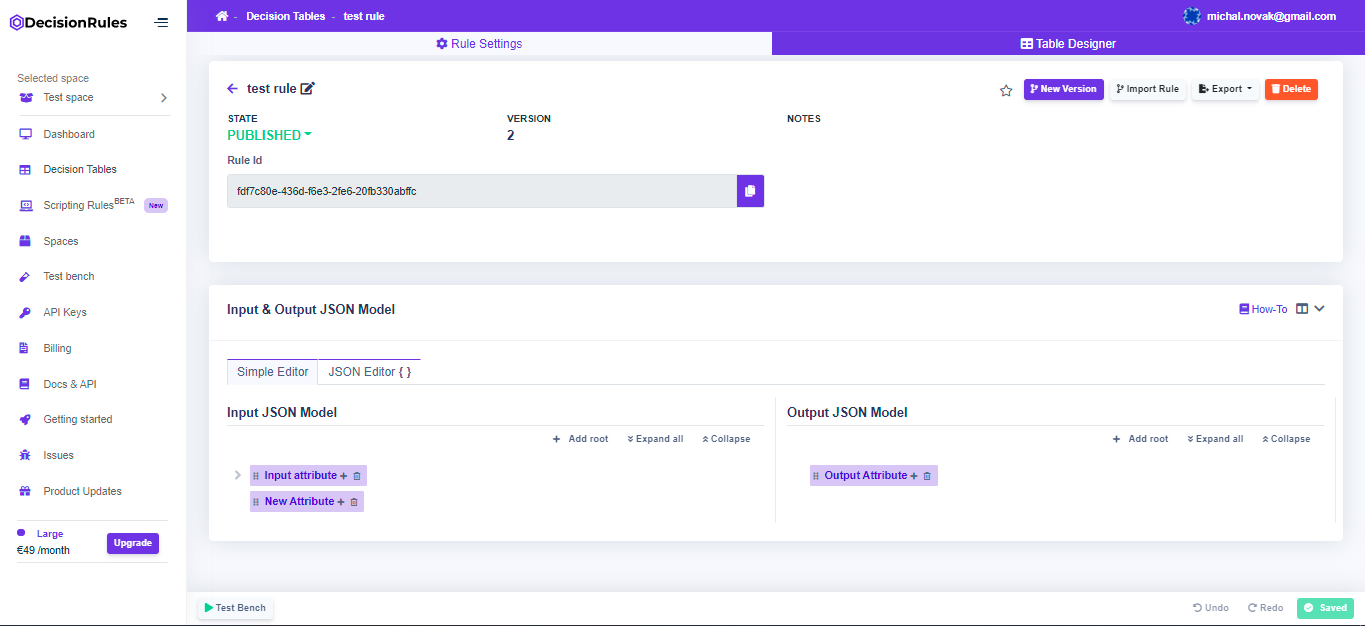 DecisionRules
Decision Tables - test rule
michal.novak@gmail.com
Rule Settings
Table Designer
Selected space
Test space
Dashboard
Decision Tables
Scripting Rules BETA New
Spaces
Test bench
API Keys
Billing
Docs & API
Getting started
Issues
Product Updates
Large
€49 /month
Upgrade
test rule
New Version
Import Rule
Export
Delete
STATE
PUBLISHED
VERSION
2
NOTES
Rule Id
fdf7c80e-436d-f6e3-2fe6-20fb330abffc
Input & Output JSON Model
How-To
Simple Editor
JSON Editor { }
Input JSON Model
+ Add root
Expand all
Collapse
Input attribute +
New Attribute +
Output JSON Model
+ Add root
Expand all
Collapse
Output Attribute +
Test Bench
Undo
Redo
Saved